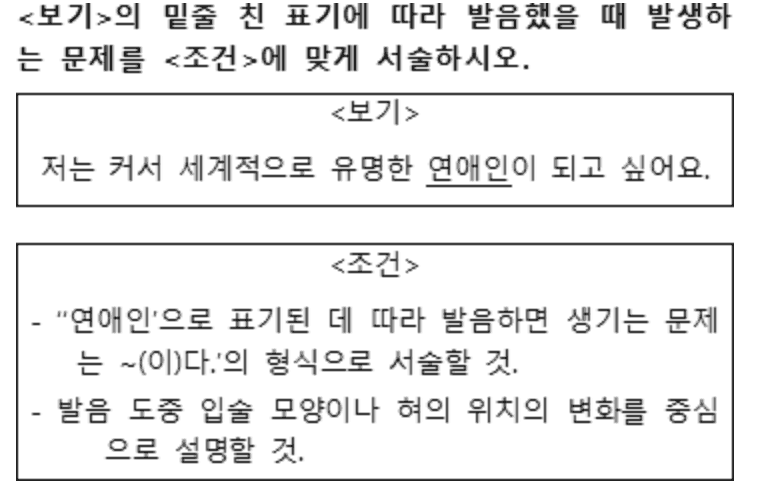 <보기>의 밑줄 친 표기에 따라 발음했을 때 발생하
는 문제를 <조건>에 맞게 서술하시오.
<보기>
저는 커서 세계적으로 유명한 연애인이 되고 싶어요.
<조건>
- "연애인'으로 표기된 데 따라 발음하면 생기는 문제
는 ~(이)다.'의 형식으로 서술할 것.
- 발음 도중 입술 모양이나 혀의 위치의 변화를 중심
으로 설명할 것.